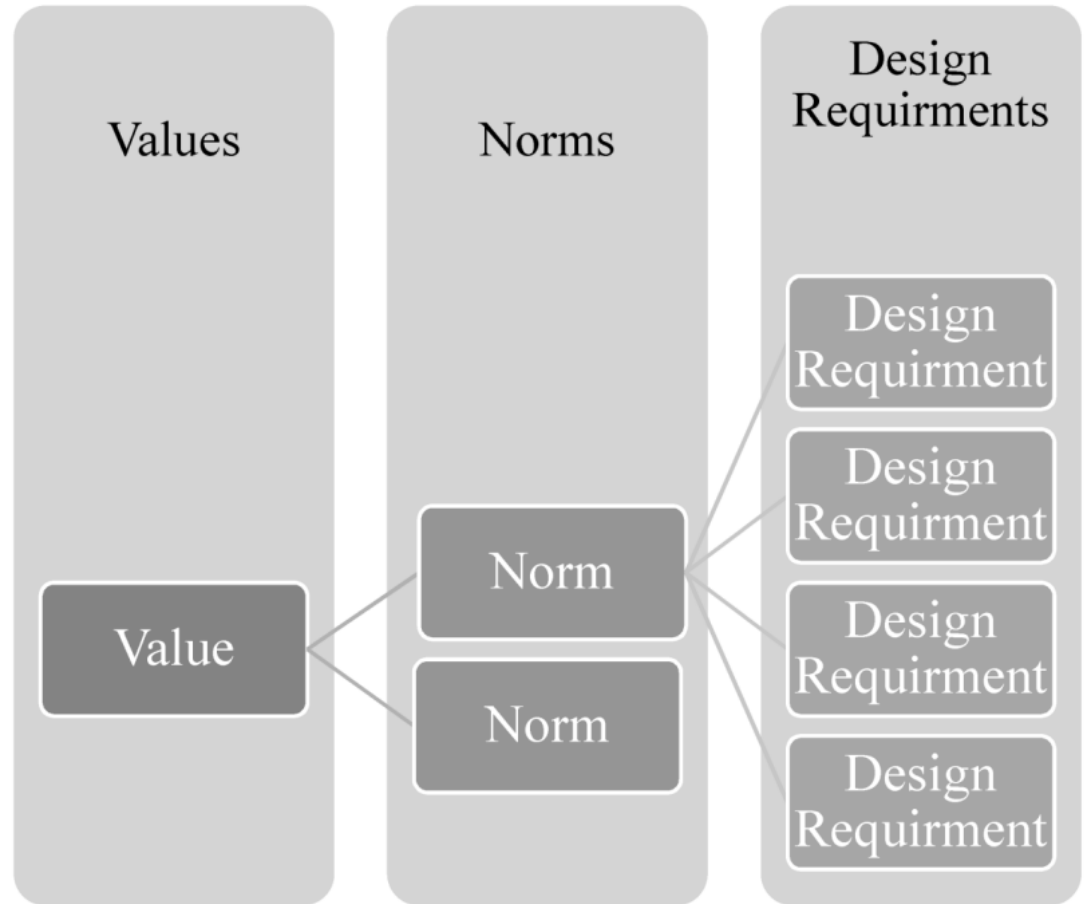 Values
Norms
Design
Requirments
Value
Norm
Norm
Design
Requirment
Design
Requirment
Design
Requirment
Design
Requirment